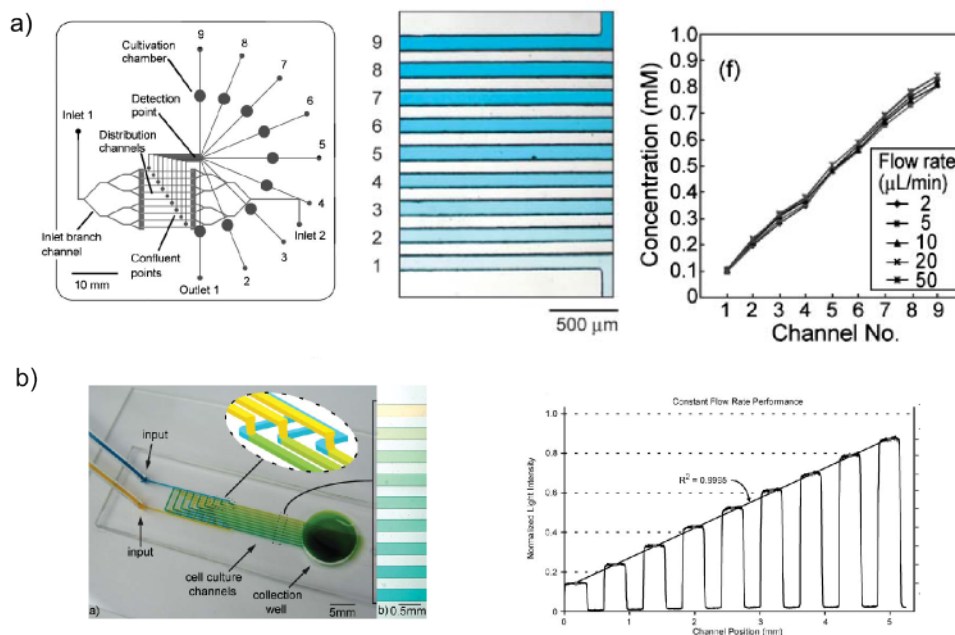 a)
9
Cultivation
chamber
8
7
Detection
point
6
Inlet 1
Distribution
channels
5
4
Inlet branch
channel
Confluent
points
Inlet 2
3
10 mm
Outlet 1
2
9
8
7
6
5
4
3
2
1
500 μm
(f)
Concentration (mM)
1.0
0.9
0.8
0.7
0.6
0.5
0.4
0.3
0.2
0.1
1 2 3 4 5 6 7 8 9
Channel No.
Flow rate
(μL/min)
2
5
10
20
50
b)
input
input
cell culture
channels
collection
well
5mm
a)
b) 0.5mm
Constant Flow Rate Performance
Normalized Light Intensity
1.0
0.8
0.6
0.4
0.2
0
R² = 0.9995
0 1 2 3 4 5
Channel Position (mm)